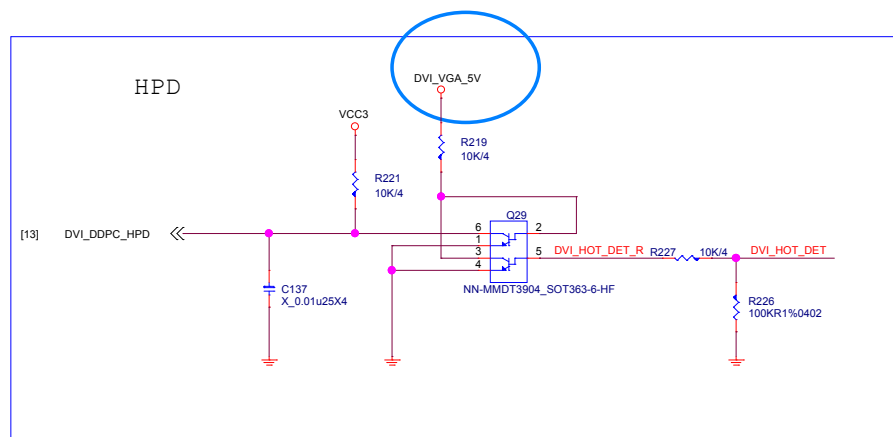 DVI_VGA_5V
HPD
VCC3
R219
10K/4
R221
10K/4
Q29
[13] DVI_DDPC_HPD
6
2
1
3
5
4
DVI_HOT_DET_R
R227
10K/4
DVI_HOT_DET
NN-MMDT3904_SOT363-6-HF
C137
X_0.01u25X4
R226
100KR1%0402